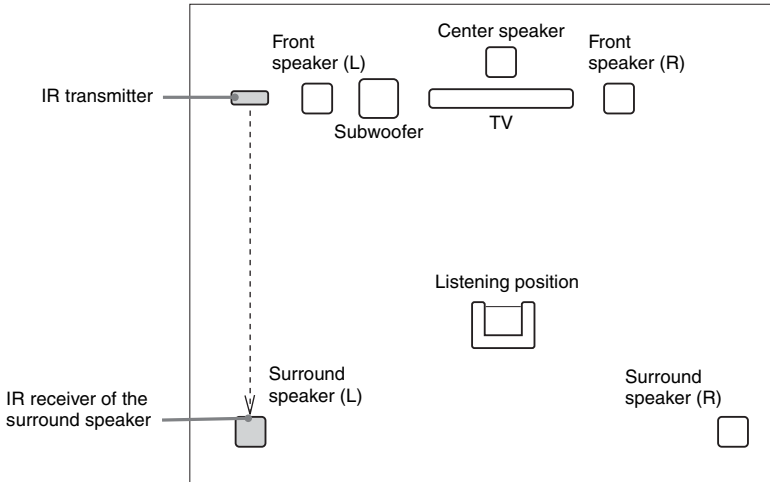 Center speaker
Front
speaker (L)
Front
speaker (R)
IR transmitter
Subwoofer
TV
Listening position
Surround
speaker (L)
Surround
speaker (R)
IR receiver of the
surround speaker